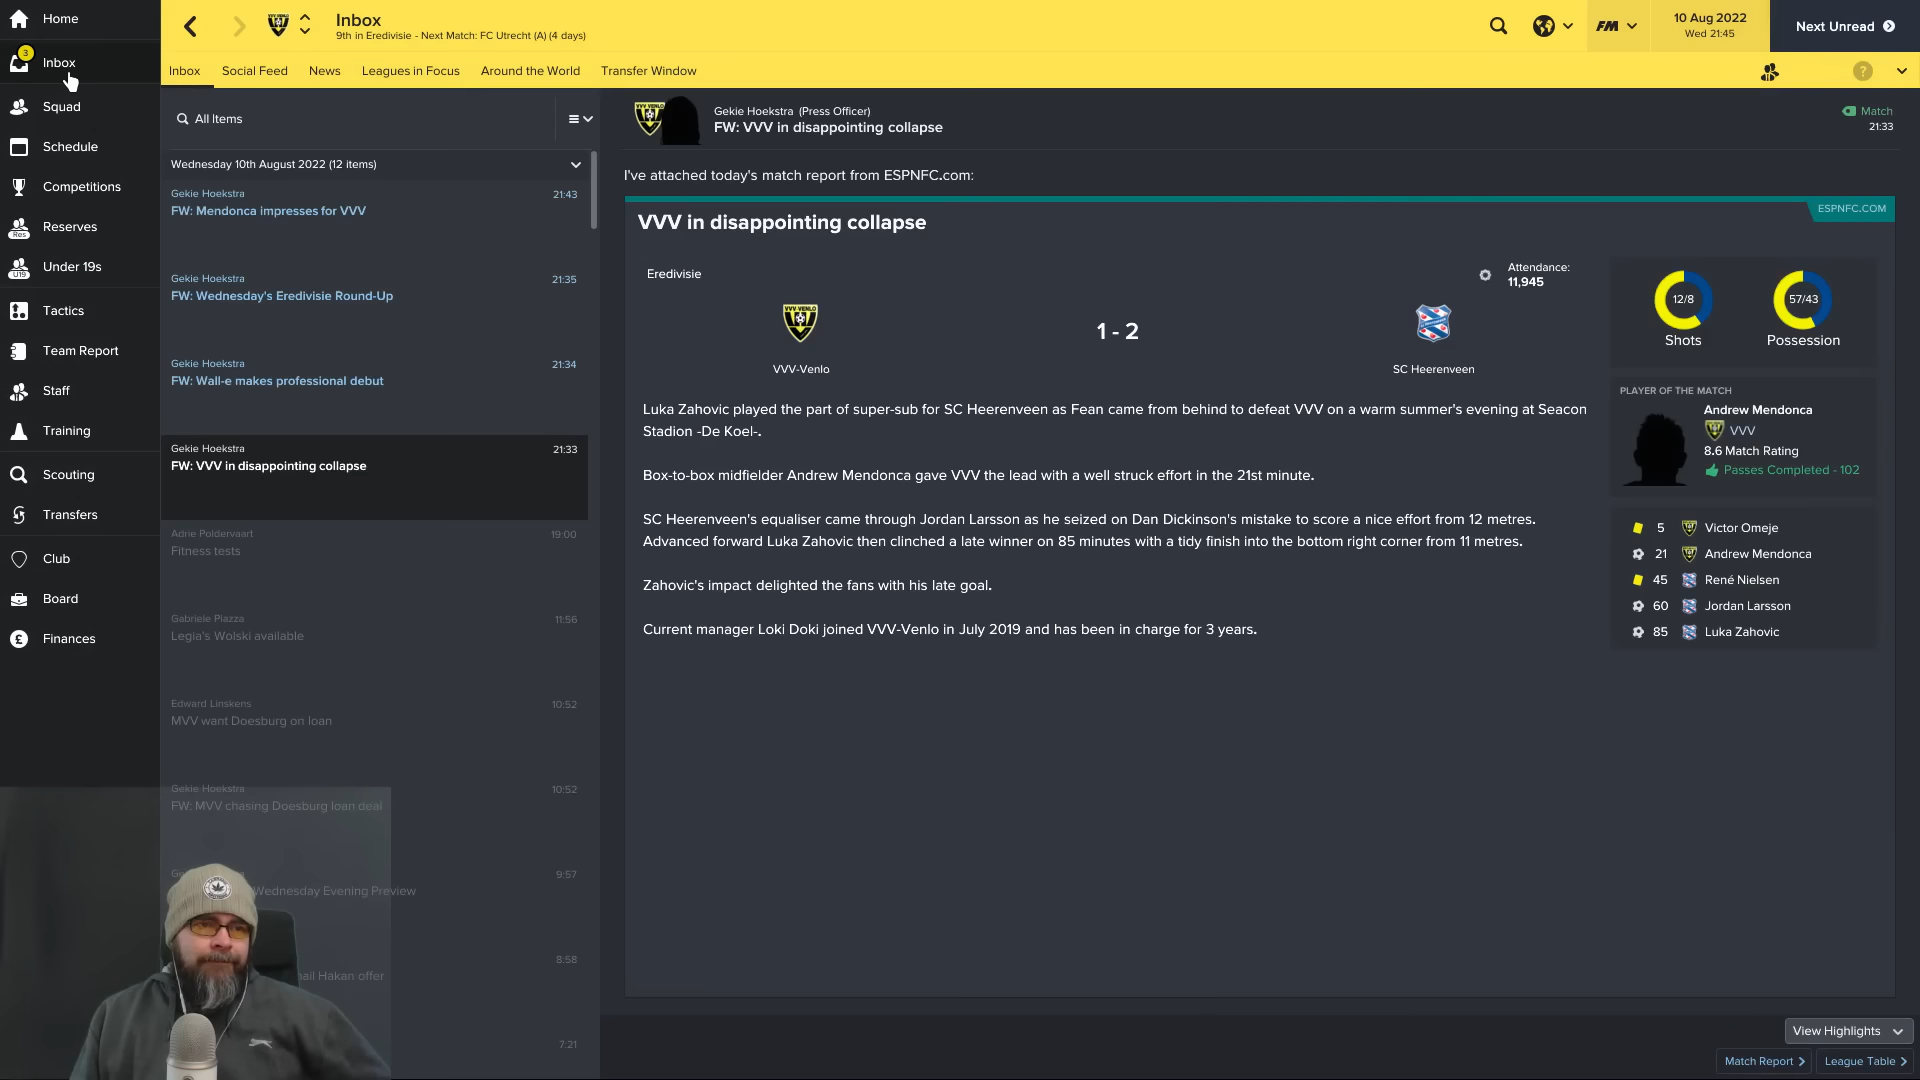 Home
Inbox
3
Squad
Schedule
Competitions
Reserves
Res
Under 19s
U19
Tactics
Team Report
Staff
Training
Scouting
Transfers
Club
Board
Finances
Inbox
9th in Eredivisie - Next Match: FC Utrecht (A) (4 days)
FM
10 Aug 2022
Wed 21:45
Next Unread
Inbox
Social Feed
News
Leagues in Focus
Around the World
Transfer Window
?
All Items
Wednesday 10th August 2022 (12 items)
Gekie Hoekstra 21:43
FW: Mendonca impresses for VVV
Gekie Hoekstra 21:35
FW: Wednesday's Eredivisie Round-Up
Gekie Hoekstra 21:34
FW: Wall-e makes professional debut
Gekie Hoekstra 21:33
FW: VVV in disappointing collapse
Adrie Poldervaart 19:00
Fitness tests
Gabriele Piazza 11:56
Legia's Wolski available
Edward Linskens 10:52
MVV want Doesburg on loan
Gekie Hoekstra 10:52
FW: MVV chasing Doesburg loan deal
9:57
Wednesday Evening Preview
8:58
Hakan offer
7:21
Gekie Hoekstra (Press Officer)
FW: VVV in disappointing collapse
Match
21:33
I've attached today's match report from ESPNFC.com:
ESPNFC.COM
VVV in disappointing collapse
Eredivisie
Attendance:
11,945
VVV-VENLO
1 - 2
VVV-Venlo
SC Heerenveen
Luka Zahovic played the part of super-sub for SC Heerenveen as Fean came from behind to defeat VVV on a warm summer's evening at Seacon
Stadion -De Koel-.
Box-to-box midfielder Andrew Mendonca gave VVV the lead with a well struck effort in the 21st minute.
SC Heerenveen's equaliser came through Jordan Larsson as he seized on Dan Dickinson's mistake to score a nice effort from 12 metres.
Advanced forward Luka Zahovic then clinched a late winner on 85 minutes with a tidy finish into the bottom right corner from 11 metres.
Zahovic's impact delighted the fans with his late goal.
Current manager Loki Doki joined VVV-Venlo in July 2019 and has been in charge for 3 years.
12/8
Shots
57/43
Possession
PLAYER OF THE MATCH
Andrew Mendonca
VVV
8.6 Match Rating
Passes Completed - 102
5 Victor Omeje
21 Andrew Mendonca
45 René Nielsen
60 Jordan Larsson
85 Luka Zahovic
View Highlights
Match Report
League Table